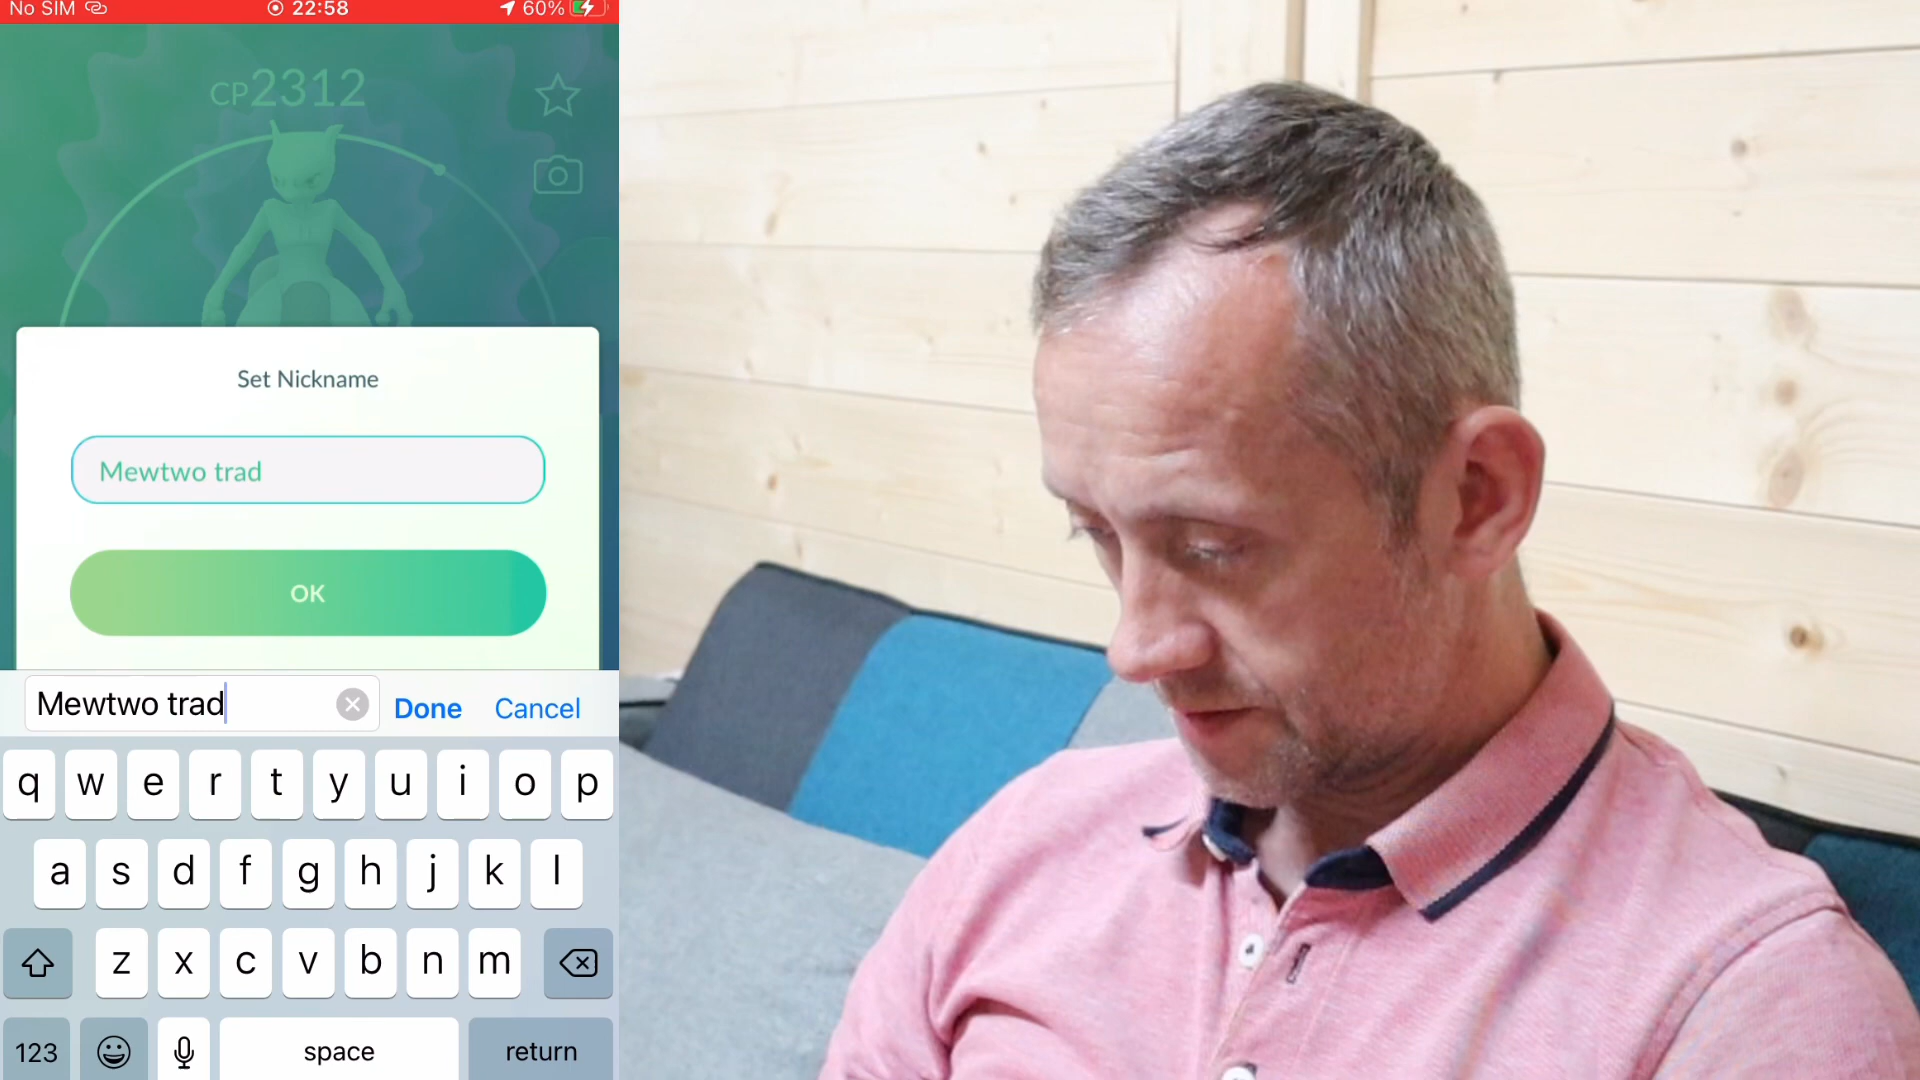 No SIM 22:58 60%
CP2312
Set Nickname
Mewtwo trad
OK
Mewtwo trad Done Cancel
q w e r t y u i o p
a s d f g h j k l
z x c v b n m
123 space return